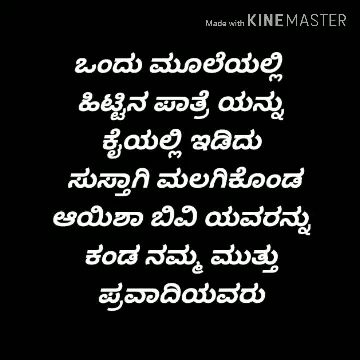 Made with KINEMASTER
ಒಂದು ಮೂಲೆಯಲ್ಲಿ
ಹಿಟ್ಟಿನ ಪಾತ್ರೆ ಯನ್ನು
ಕೈಯಲ್ಲಿ ಇಡಿದು
ಸುಸ್ತಾಗಿ ಮಲಗಿಕೊಂಡ
ಆಯಿಶಾ ಬಿವಿ ಯವರನ್ನು
ಕಂಡ ನಮ್ಮ ಮುತ್ತು
ಪ್ರವಾದಿಯವರು